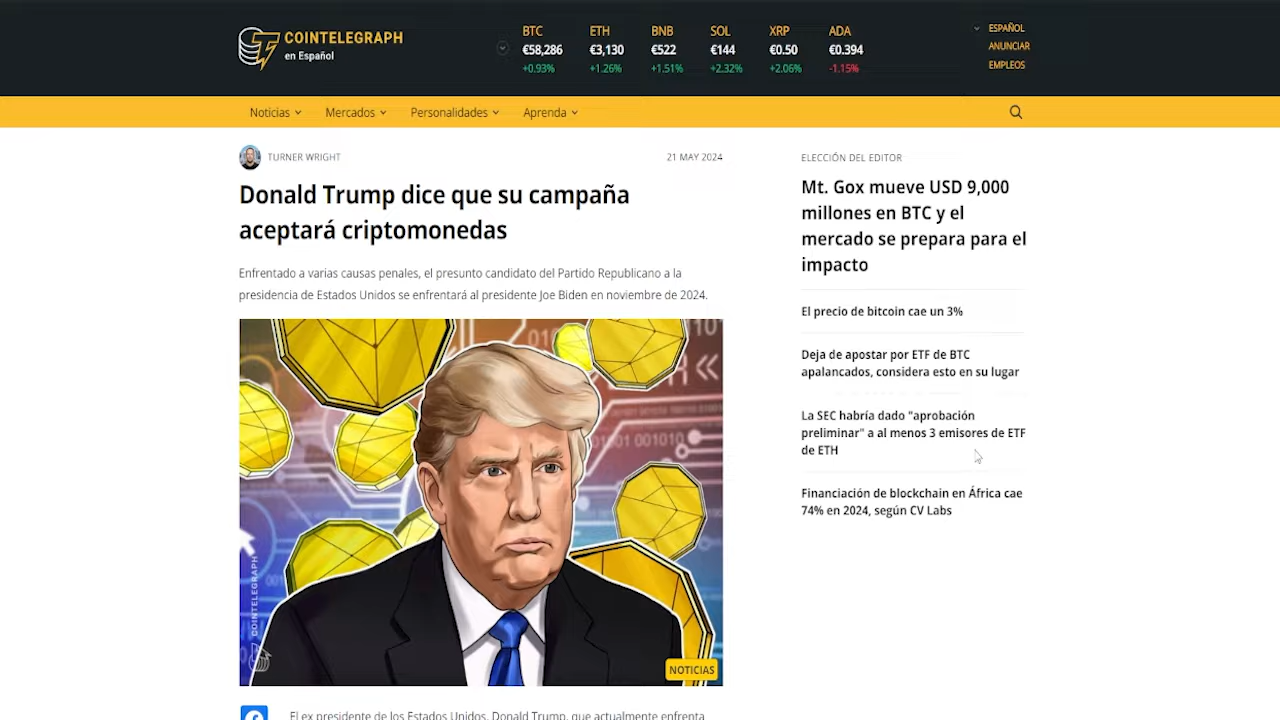 COINTELEGRAPH
en Español
BTC
€58,286
+0.93%
ETH
€3,130
+1.26%
BNB
€522
+1.51%
SOL
€144
+2.32%
XRP
€0.50
+2.06%
ADA
€0.394
-1.15%
ESPAÑOL
ANUNCIAR
EMPLEOS
Noticias
Mercados
Personalidades
Aprenda
TURNER WRIGHT
21 MAY 2024
Donald Trump dice que su campaña
aceptará criptomonedas
Enfrentado a varias causas penales, el presunto candidato del Partido Republicano a la
presidencia de Estados Unidos se enfrentará al presidente Joe Biden en noviembre de 2024.
COINTELEGRAPH
NOTICIAS
El ex presidente de los Estados Unidos, Donald Trump, que actualmente enfrenta
ELECCIÓN DEL EDITOR
Mt. Gox mueve USD 9,000
millones en BTC y el
mercado se prepara para el
impacto
El precio de bitcoin cae un 3%
Deja de apostar por ETF de BTC
apalancados, considera esto en su lugar
La SEC habría dado "aprobación
preliminar" a al menos 3 emisores de ETF
de ETH
Financiación de blockchain en África cae
74% en 2024, según CV Labs